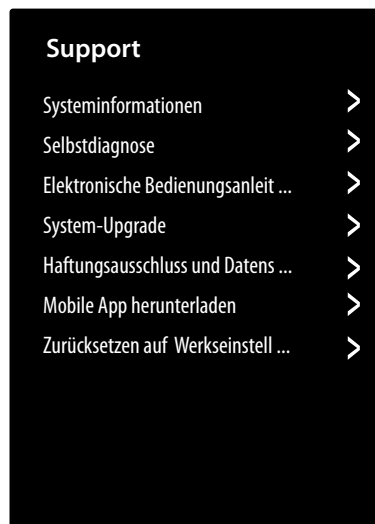 Support
Systeminformationen
Selbstdiagnose
Elektronische Bedienungsanleit ...
System-Upgrade
Haftungsausschluss und Datens ...
Mobile App herunterladen
Zurücksetzen auf Werkseinstell ...